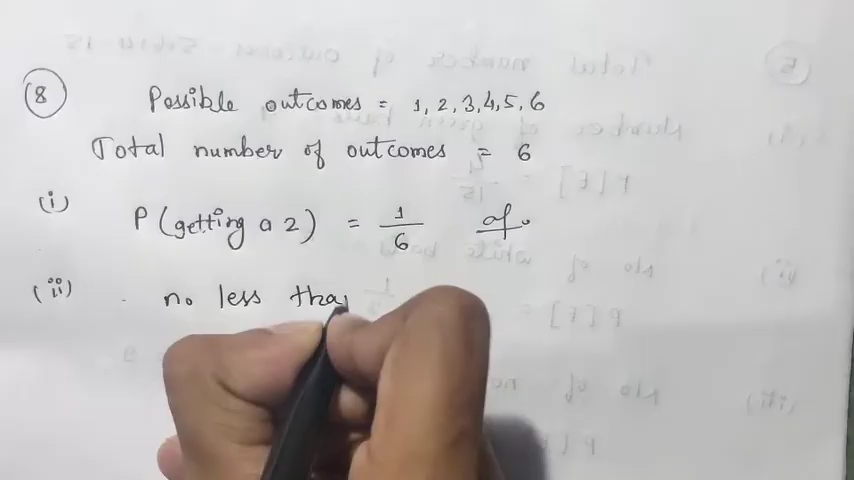 8 Possible outcomes = 1, 2, 3, 4, 5, 6
Total number of outcomes = 6
(i) P (getting a 2) = 1/6
(ii) no less tha